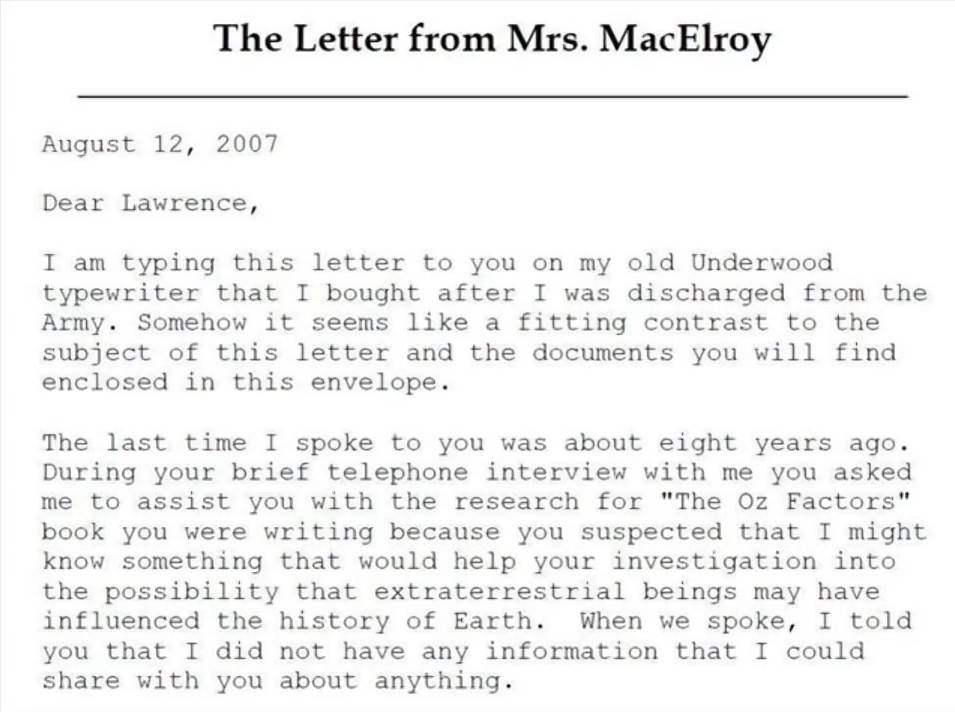 The Letter from Mrs. MacElroy
August 12, 2007
Dear Lawrence,
I am typing this letter to you on my old Underwood
typewriter that I bought after I was discharged from the
Army. Somehow it seems like a fitting contrast to the
subject of this letter and the documents you will find
enclosed in this envelope.
The last time I spoke to you was about eight years ago.
During your brief telephone interview with me you asked
me to assist you with the research for "The Oz Factors"
book you were writing because you suspected that I might
know something that would help your investigation into
the possibility that extraterrestrial beings may have
influenced the history of Earth.  When we spoke, I told
you that I did not have any information that I could
share with you about anything.